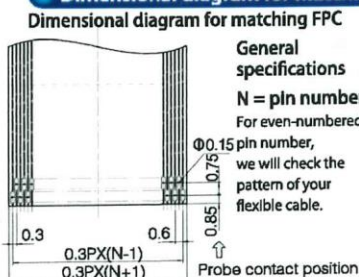 Dimensional diagram for matching FPC
General
specifications
N = pin number
For even-numbered
pin number,
we will check the
pattern of your
flexible cable.
Φ0.15
0.75
0.85
0.3
0.6
0.3PX(N-1)
0.3PX(N+1)
Probe contact position